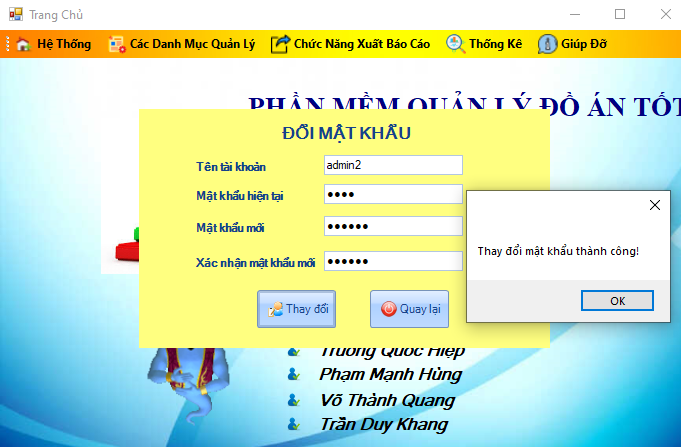 Trang Chủ
Hệ Thống Các Danh Mục Quản Lý Chức Năng Xuất Báo Cáo Thống Kê Giúp Đỡ
PHẦN MỀM QUẢN LÝ ĐỒ ÁN TỐT
ĐỔI MẬT KHẨU
Tên tài khoản admin2
Mật khẩu hiện tại ••••
Mật khẩu mới ••••••
Xác nhận mật khẩu mới ••••••
Thay đổi Quay lại
Thay đổi mật khẩu thành công!
OK
Trương Quốc Hiệp
Phạm Mạnh Hùng
Võ Thành Quang
Trần Duy Khang